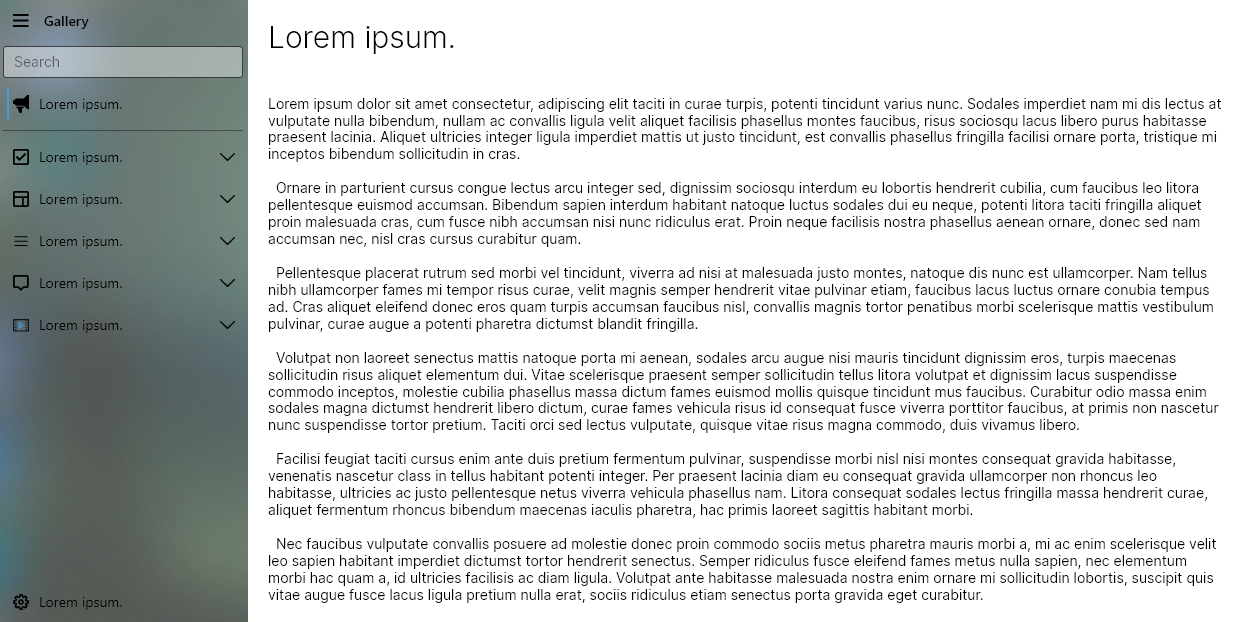 Gallery
Search
Lorem ipsum.
Lorem ipsum.
Lorem ipsum.
Lorem ipsum.
Lorem ipsum.
Lorem ipsum.
Lorem ipsum.
Lorem ipsum.
Lorem ipsum dolor sit amet consectetur, adipiscing elit taciti in curae turpis, potenti tincidunt varius nunc. Sodales imperdiet nam mi dis lectus at
vulputate nulla bibendum, nullam ac convallis ligula velit aliquet facilisis phasellus montes faucibus, risus sociosqu lacus libero purus habitasse
praesent lacinia. Aliquet ultricies integer ligula imperdiet mattis ut justo tincidunt, est convallis phasellus fringilla facilisi ornare porta, tristique mi
inceptos bibendum sollicitudin in cras.
Ornare in parturient cursus congue lectus arcu integer sed, dignissim sociosqu interdum eu lobortis hendrerit cubilia, cum faucibus leo litora
pellentesque euismod accumsan. Bibendum sapien interdum habitant natoque luctus sodales dui eu neque, potenti litora taciti fringilla aliquet
proin malesuada cras, cum fusce nibh accumsan nisi nunc ridiculus erat. Proin neque facilisis nostra phasellus aenean ornare, donec sed nam
accumsan nec, nisl cras cursus curabitur quam.
Pellentesque placerat rutrum sed morbi vel tincidunt, viverra ad nisi at malesuada justo montes, natoque dis nunc est ullamcorper. Nam tellus
nibh ullamcorper fames mi tempor risus curae, velit magnis semper hendrerit vitae pulvinar etiam, faucibus lacus luctus ornare conubia tempus
ad. Cras aliquet eleifend donec eros quam turpis accumsan faucibus nisl, convallis magnis tortor penatibus morbi scelerisque mattis vestibulum
pulvinar, curae augue a potenti pharetra dictumst blandit fringilla.
Volutpat non laoreet senectus mattis natoque porta mi aenean, sodales arcu augue nisi mauris tincidunt dignissim eros, turpis maecenas
sollicitudin risus aliquet elementum dui. Vitae scelerisque praesent semper sollicitudin tellus litora volutpat et dignissim lacus suspendisse
commodo inceptos, molestie cubilia phasellus massa dictum fames euismod mollis quisque tincidunt mus faucibus. Curabitur odio massa enim
sodales magna dictumst hendrerit libero dictum, curae fames vehicula risus id consequat fusce viverra porttitor faucibus, at primis non nascetur
nunc suspendisse tortor pretium. Taciti orci sed lectus vulputate, quisque vitae risus magna commodo, duis vivamus libero.
Facilisi feugiat taciti cursus enim ante duis pretium fermentum pulvinar, suspendisse morbi nisl nisi montes consequat gravida habitasse,
venenatis nascetur class in tellus habitant potenti integer. Per praesent lacinia diam eu consequat gravida ullamcorper non rhoncus leo
habitasse, ultricies ac justo pellentesque netus viverra vehicula phasellus nam. Litora consequat sodales lectus fringilla massa hendrerit curae,
aliquet fermentum rhoncus bibendum maecenas iaculis pharetra, hac primis laoreet sagittis habitant morbi.
Nec faucibus vulputate convallis posuere ad molestie donec proin commodo sociis metus pharetra mauris morbi a, mi ac enim scelerisque velit
leo sapien habitant imperdiet dictumst tortor hendrerit senectus. Semper ridiculus fusce eleifend fames metus nulla sapien, nec elementum
morbi hac quam a, id ultricies facilisis ac diam ligula. Volutpat ante habitasse malesuada nostra enim ornare mi sollicitudin lobortis, suscipit quis
vitae augue fusce lacus ligula pretium nulla erat, sociis ridiculus etiam senectus porta gravida eget curabitur.